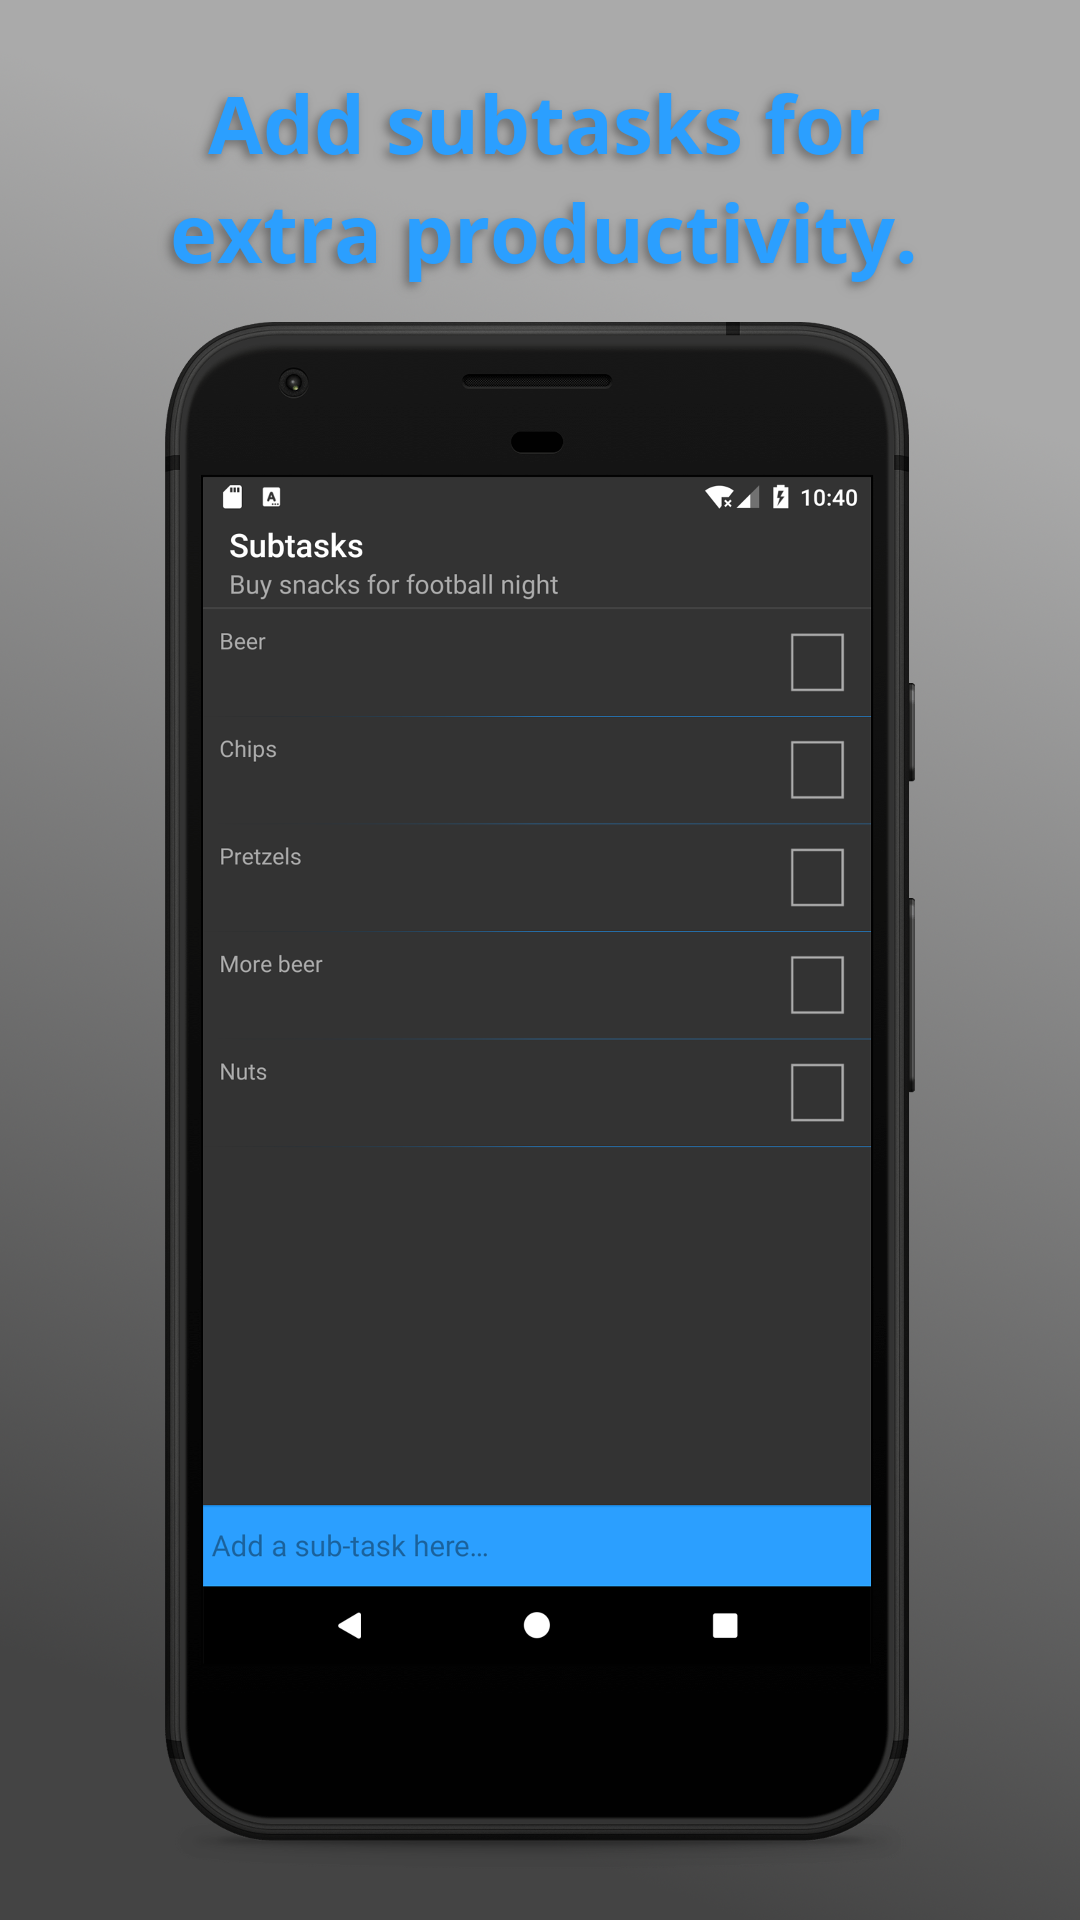 Add subtasks for
extra productivity.
A
10:40
Subtasks
Buy snacks for football night
Beer
Chips
Pretzels
More beer
Nuts
Add a sub-task here...